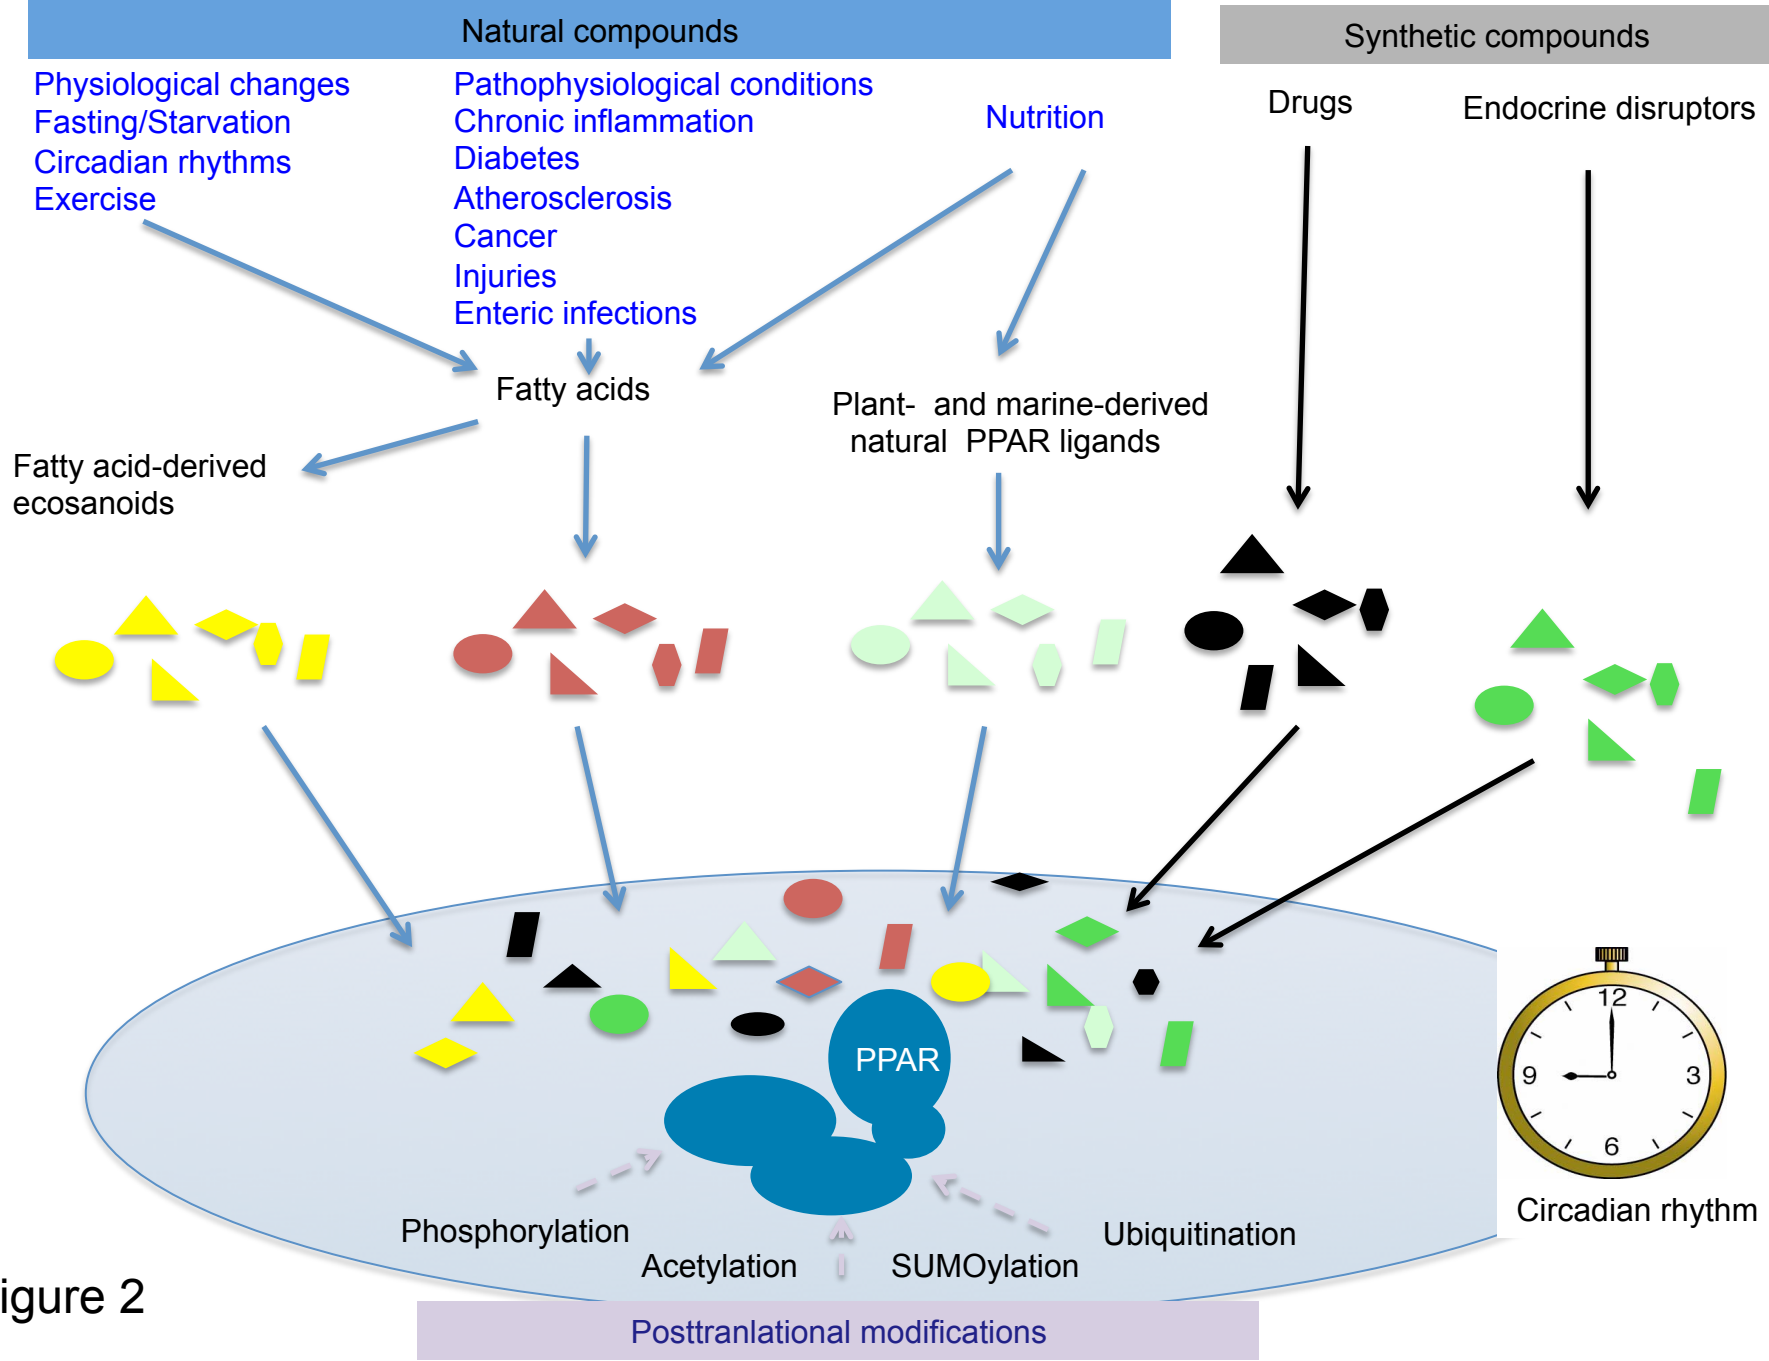 Natural compounds
Synthetic compounds
Physiological changes
Fasting/Starvation
Circadian rhythms
Exercise
Pathophysiological conditions
Chronic inflammation
Diabetes
Atherosclerosis
Cancer
Injuries
Enteric infections
Nutrition
Drugs
Endocrine disruptors
Fatty acids
Plant- and marine-derived
natural PPAR ligands
Fatty acid-derived
ecosanoids
PPAR
12
9
3
6
Circadian rhythm
Phosphorylation
Acetylation
SUMOylation
Ubiquitination
igure 2
Posttranlational modifications